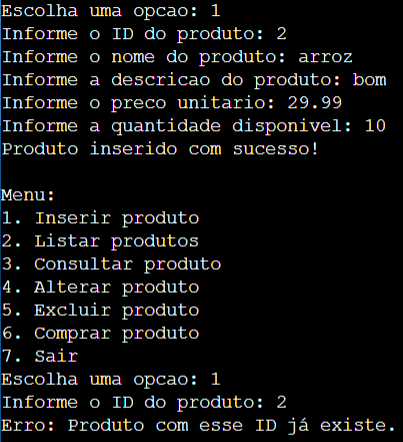 Escolha uma opcao: 1
Informe o ID do produto: 2
Informe o nome do produto: arroz
Informe a descricao do produto: bom
Informe o preco unitario: 29.99
Informe a quantidade disponivel: 10
Produto inserido com sucesso!

Menu:
1. Inserir produto
2. Listar produtos
3. Consultar produto
4. Alterar produto
5. Excluir produto
6. Comprar produto
7. Sair
Escolha uma opcao: 1
Informe o ID do produto: 2
Erro: Produto com esse ID já existe.